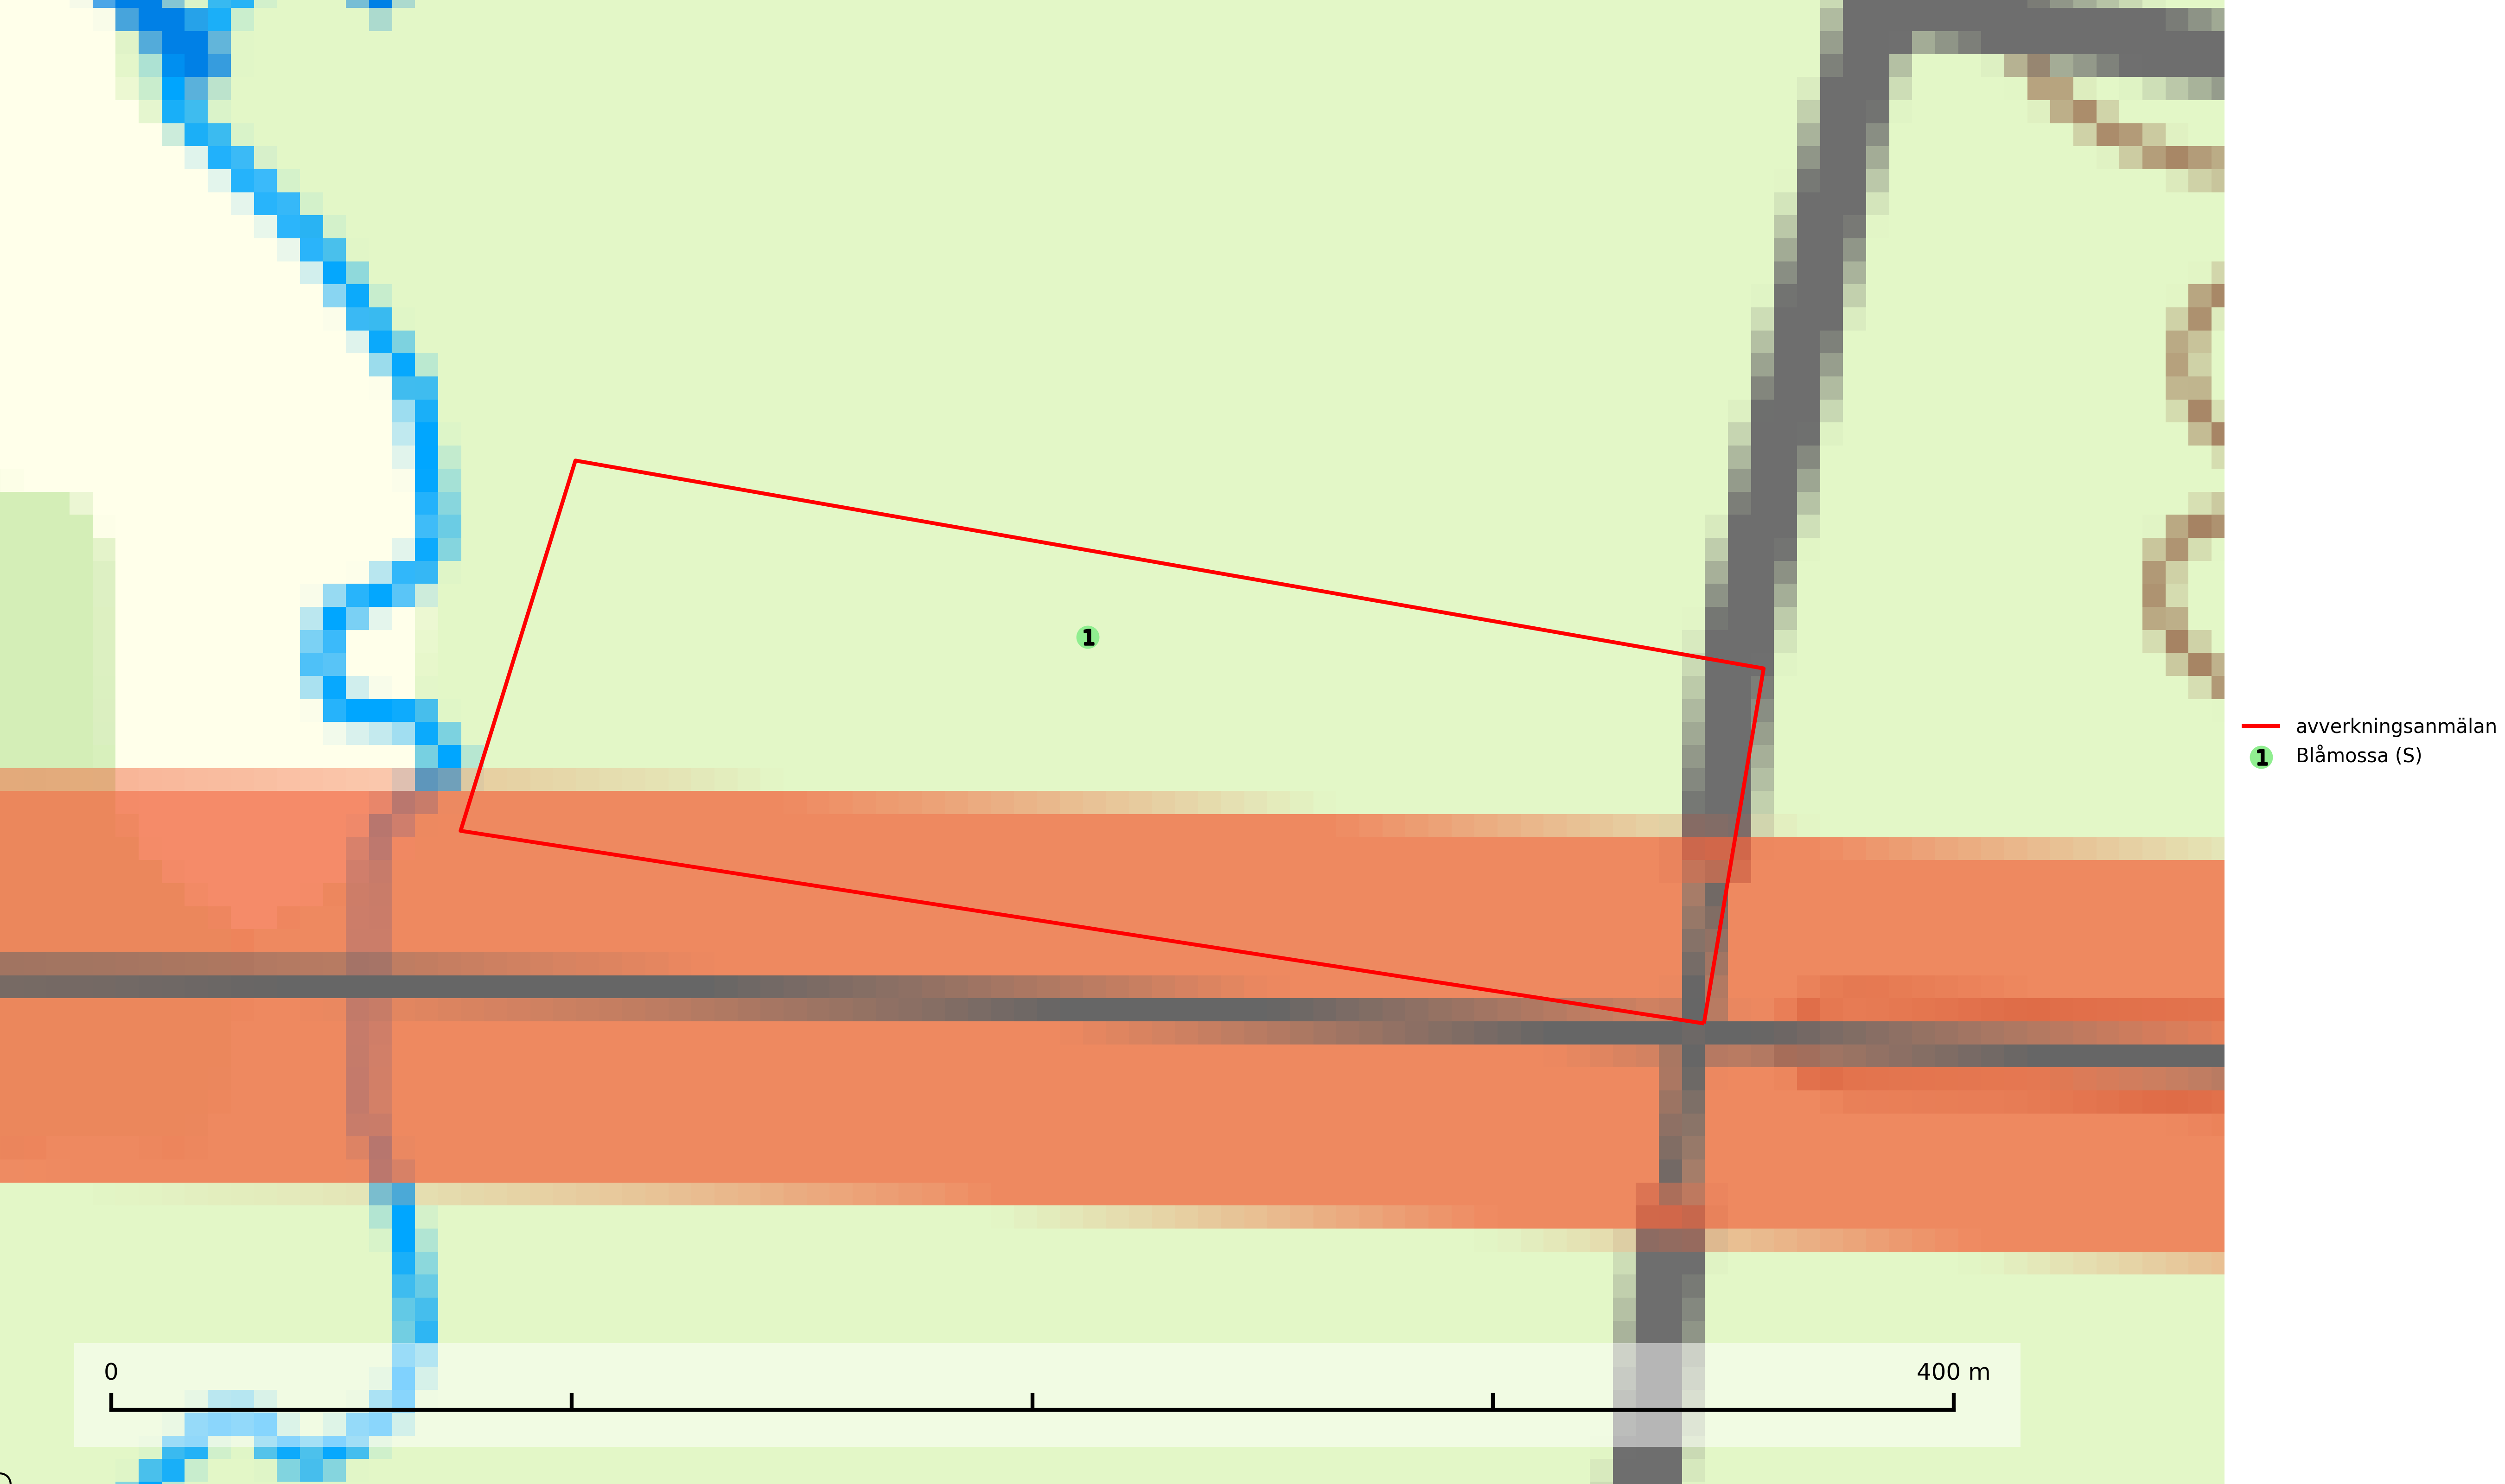 1
avverkningsanmälan
1 Blåmossa (S)
0 400 m